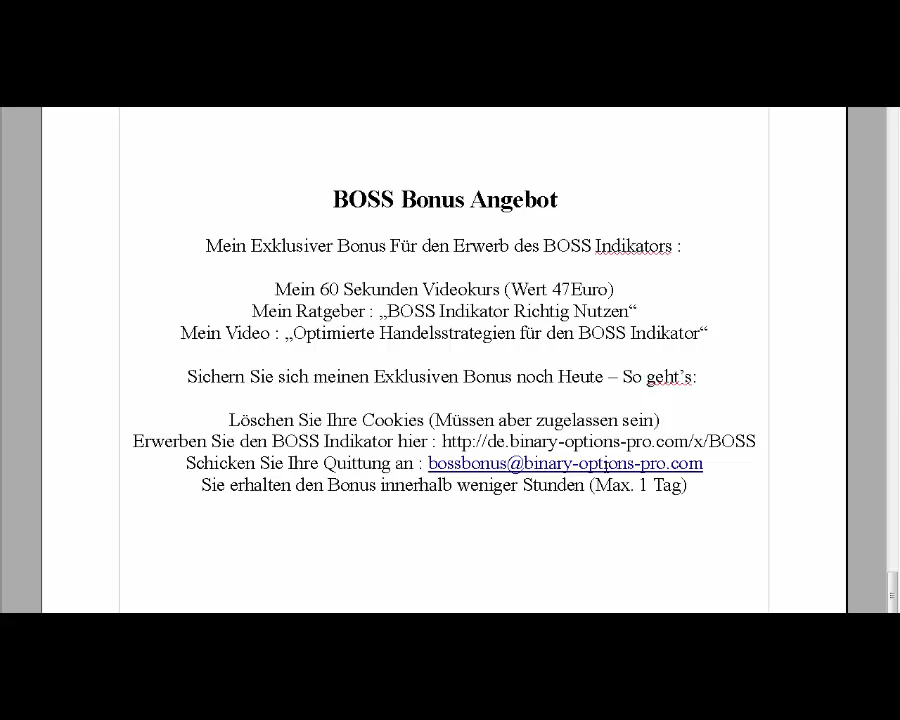 BOSS Bonus Angebot
Mein Exklusiver Bonus Für den Erwerb des BOSS Indikators :
Mein 60 Sekunden Videokurs (Wert 47Euro)
Mein Ratgeber : „BOSS Indikator Richtig Nutzen“
Mein Video : „Optimierte Handelsstrategien für den BOSS Indikator“
Sichern Sie sich meinen Exklusiven Bonus noch Heute – So geht’s:
Löschen Sie Ihre Cookies (Müssen aber zugelassen sein)
Erwerben Sie den BOSS Indikator hier : http://de.binary-options-pro.com/x/BOSS
Schicken Sie Ihre Quittung an : bossbonus@binary-options-pro.com
Sie erhalten den Bonus innerhalb weniger Stunden (Max. 1 Tag)